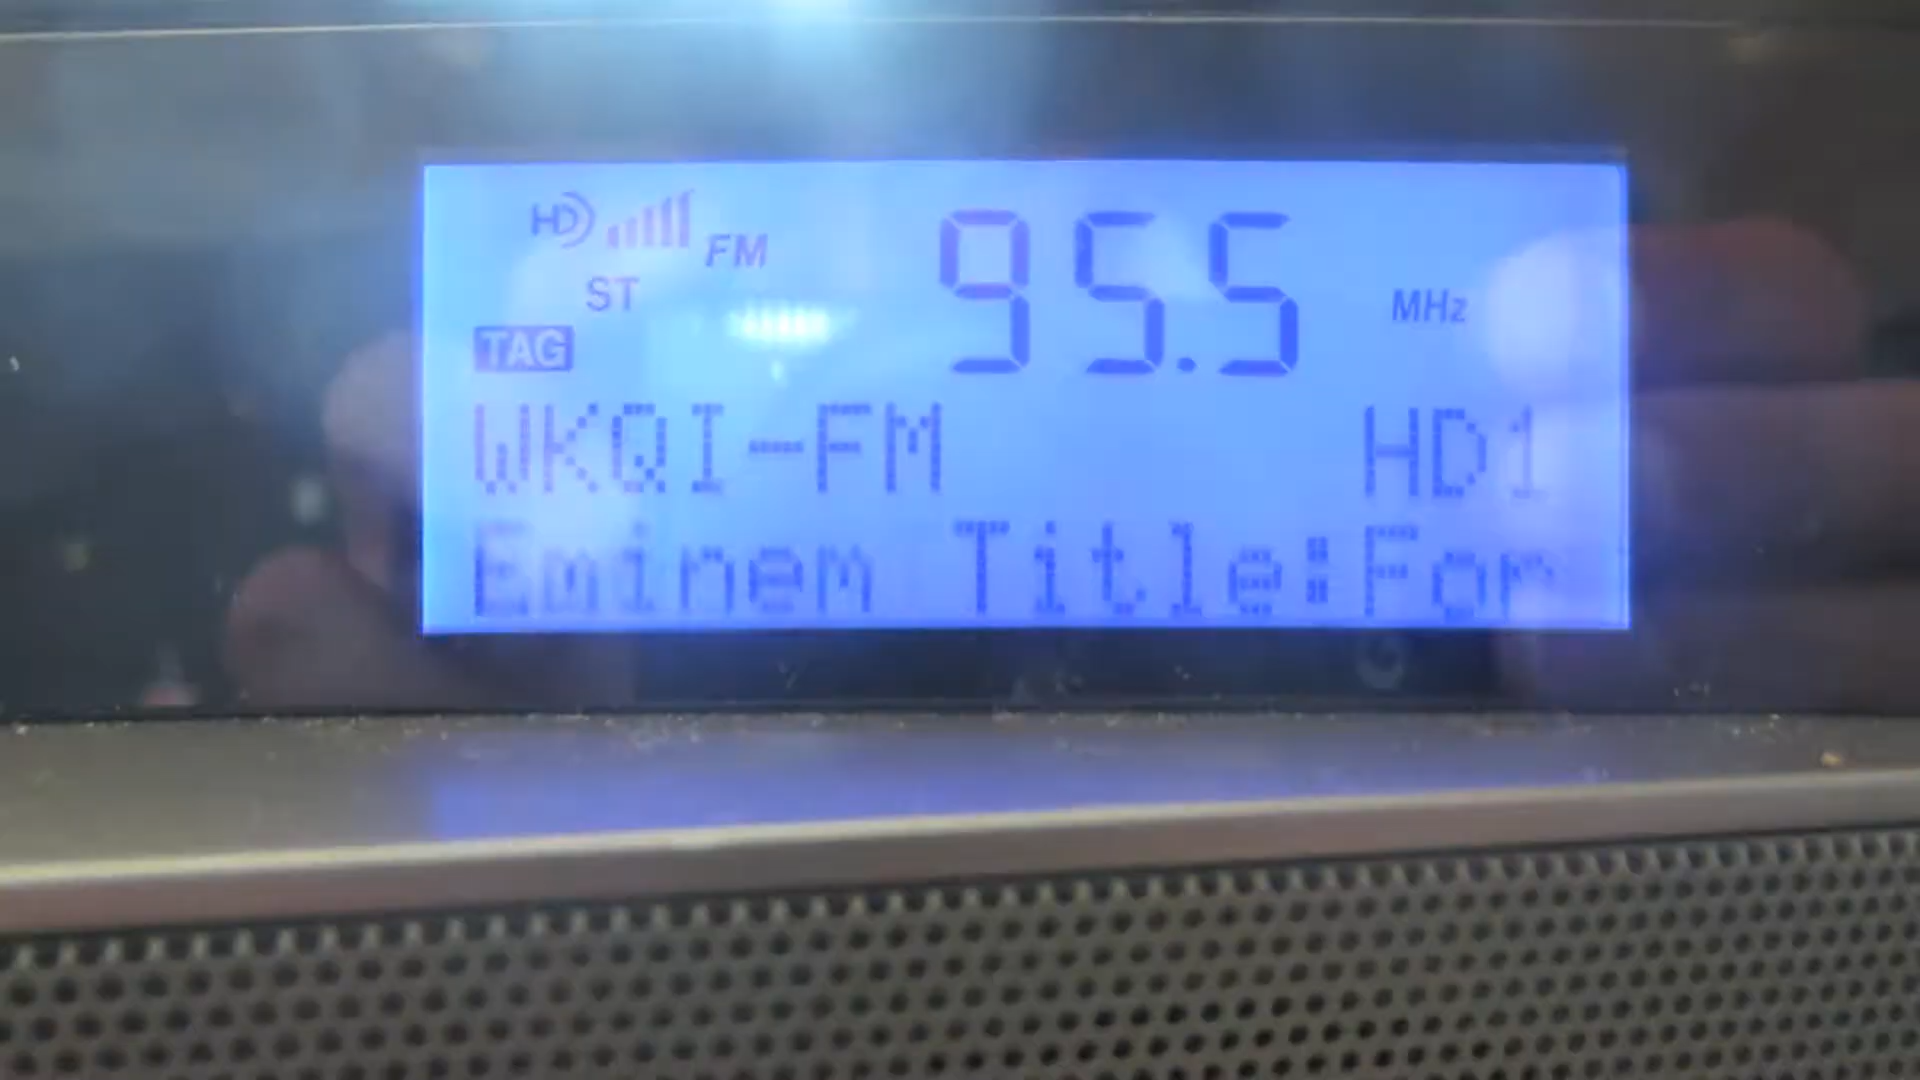 HD FM 95.5 MHz
ST
TAG
WKQI-FM HD1
Eminem Title:For